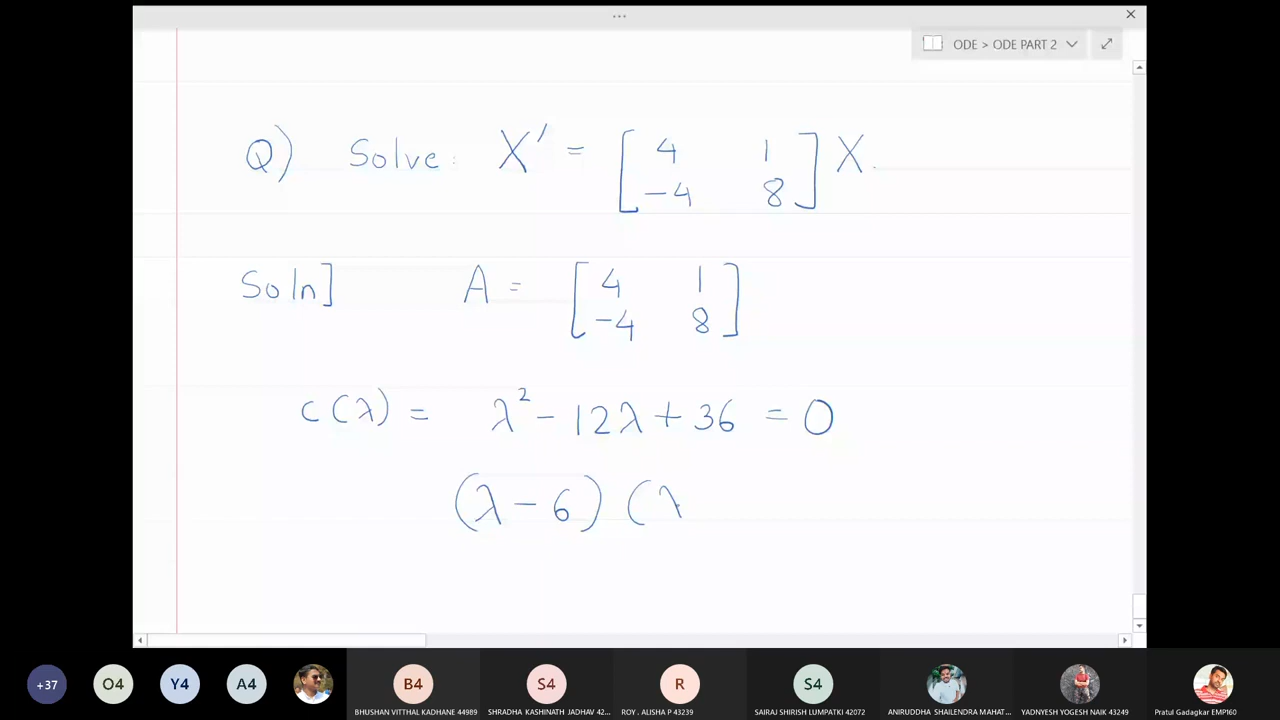 ODE > ODE PART 2
Q) Solve: X' = [ 4 1
-4 8 ] X.
Soln] A = [ 4 1
-4 8 ]
c(λ) = λ² - 12λ + 36 = 0
(λ - 6) (λ
+37 O4 Y4 A4 B4 S4 R S4
BHUSHAN VITTHAL KADHANE 44989 SHRADHA KASHINATH JADHAV 42... ROY . ALISHA P 43239 SAIRAJ SHIRISH LUMPATKI 42072 ANIRUDDHA SHAILENDRA MAHAT... YADNYESH YOGESH NAIK 43249 Pratul Gadagkar EMP160